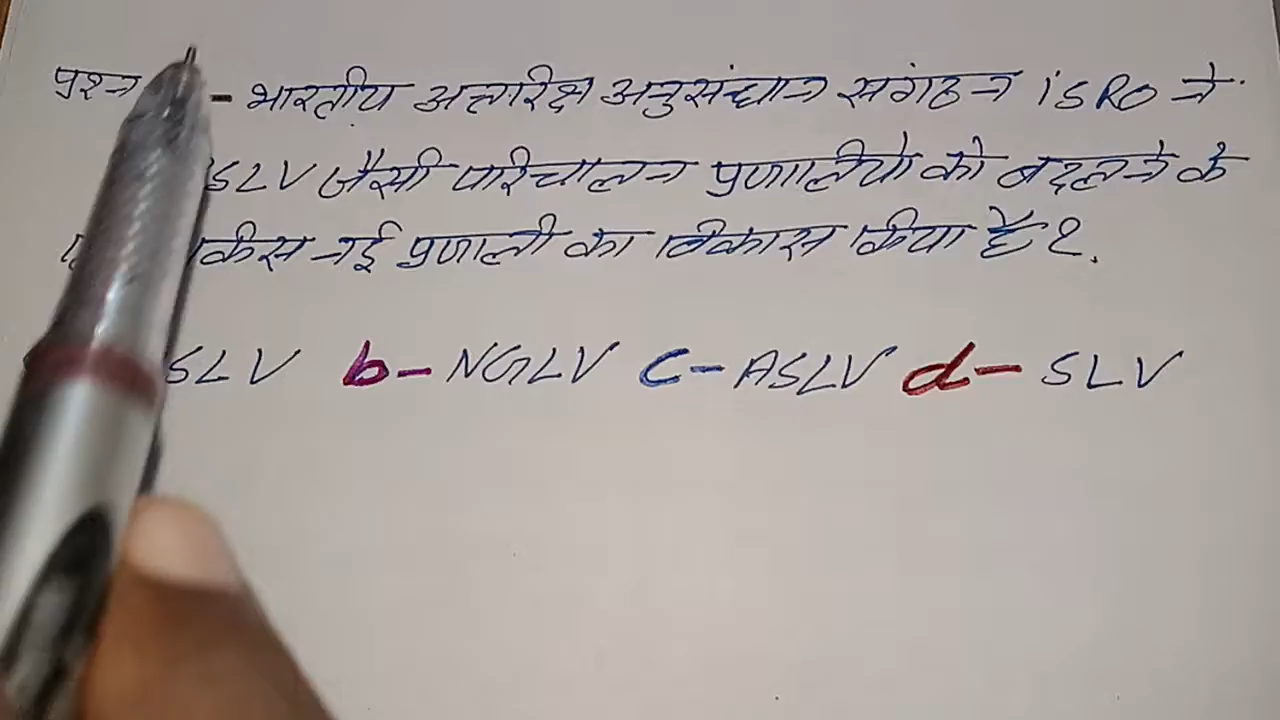 प्रश्न - भारतीय अन्तरिक्ष अनुसंधान संगठन iSRO ने
SLV जैसी परिचालन प्रणालीयो को बदलने के
किस नई प्रणाली का विकास किया है?.
SLV b- NGLV c- ASLV d- SLV